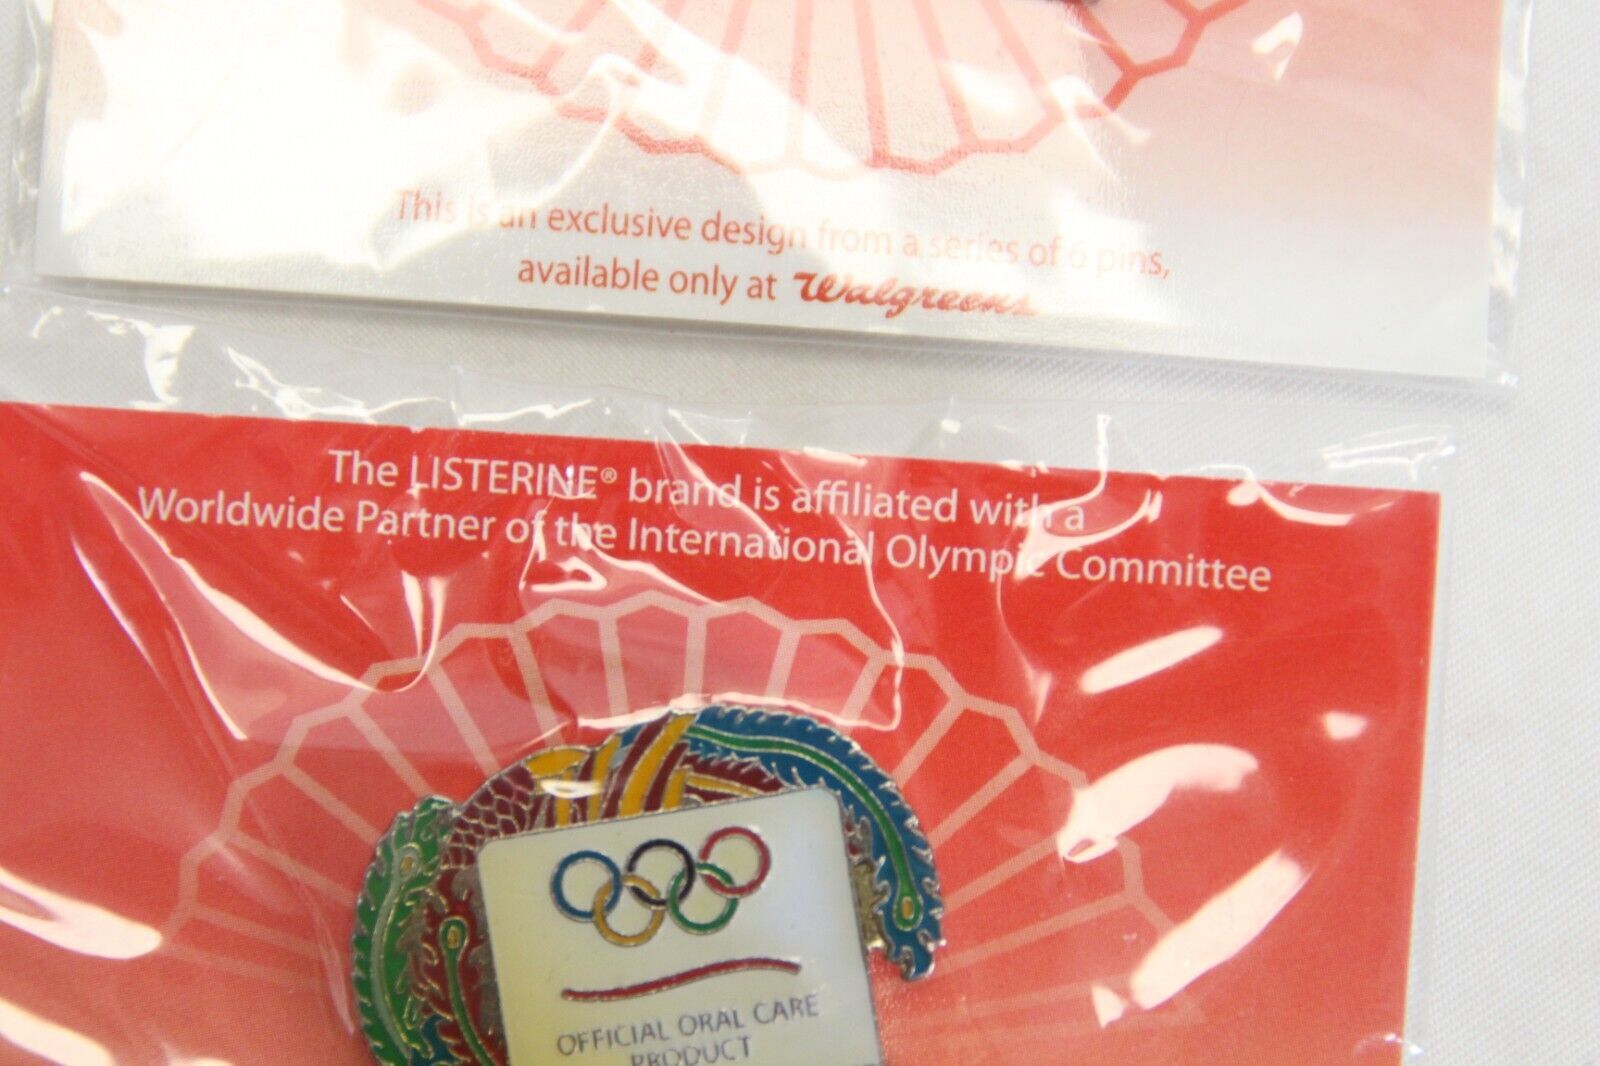 This is an exclusive design from a series of 6 pins,
available only at Walgreens
The LISTERINE® brand is affiliated with a
Worldwide Partner of the International Olympic Committee
OFFICIAL ORAL CARE
PRODUCT